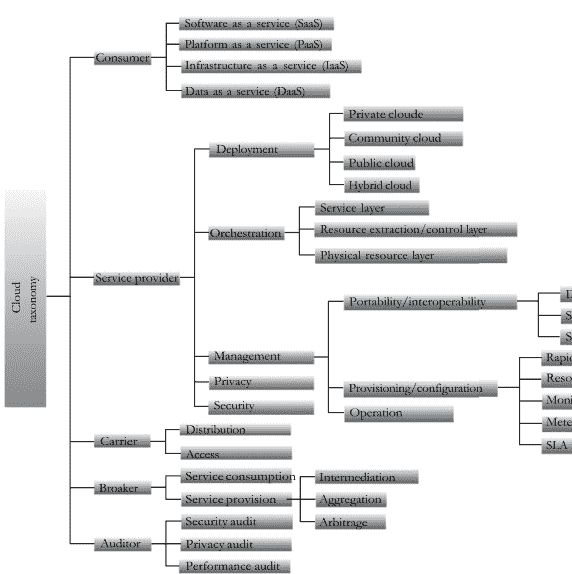 Cloud
taxonomy
Consumer
Software as a service (SaaS)
Platform as a service (PaaS)
Infrastructure as a service (IaaS)
Data as a service (DaaS)
Service provider
Deployment
Private cloude
Community cloud
Public cloud
Hybrid cloud
Orchestration
Service layer
Resource extraction/control layer
Physical resource layer
Management
Portability/interoperability
Provisioning/configuration
SLA
Operation
Privacy
Security
Carrier
Distribution
Access
Broaker
Service consumption
Service provision
Intermediation
Aggregation
Arbitrage
Auditor
Security audit
Privacy audit
Performance audit